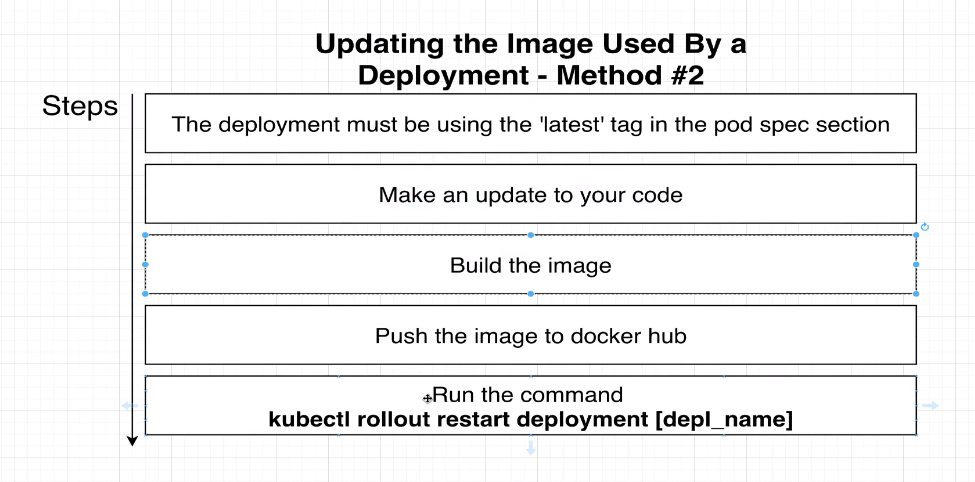 Updating the Image Used By a
Deployment - Method #2
Steps
The deployment must be using the 'latest' tag in the pod spec section
Make an update to your code
Build the image
Push the image to docker hub
Run the command
kubectl rollout restart deployment [depl_name]